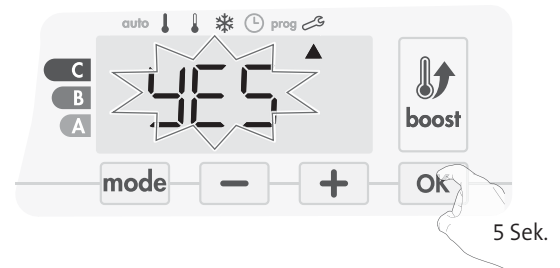 auto prog
C
YES
B
A
boost
mode − + OK
5 Sek.